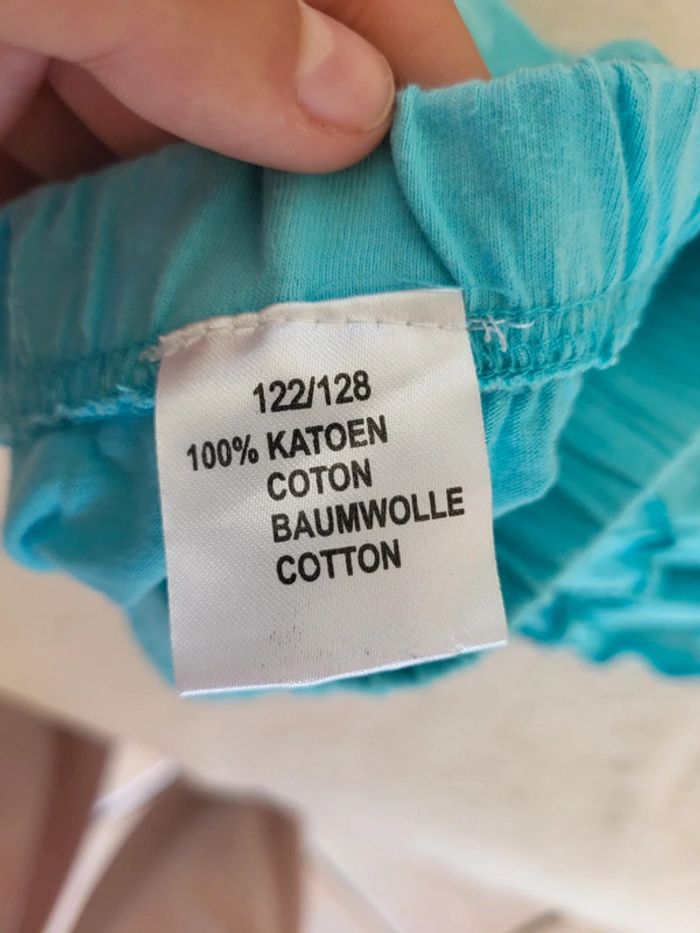 122/128
100% KATOEN
COTON
BAUMWOLLE
COTTON